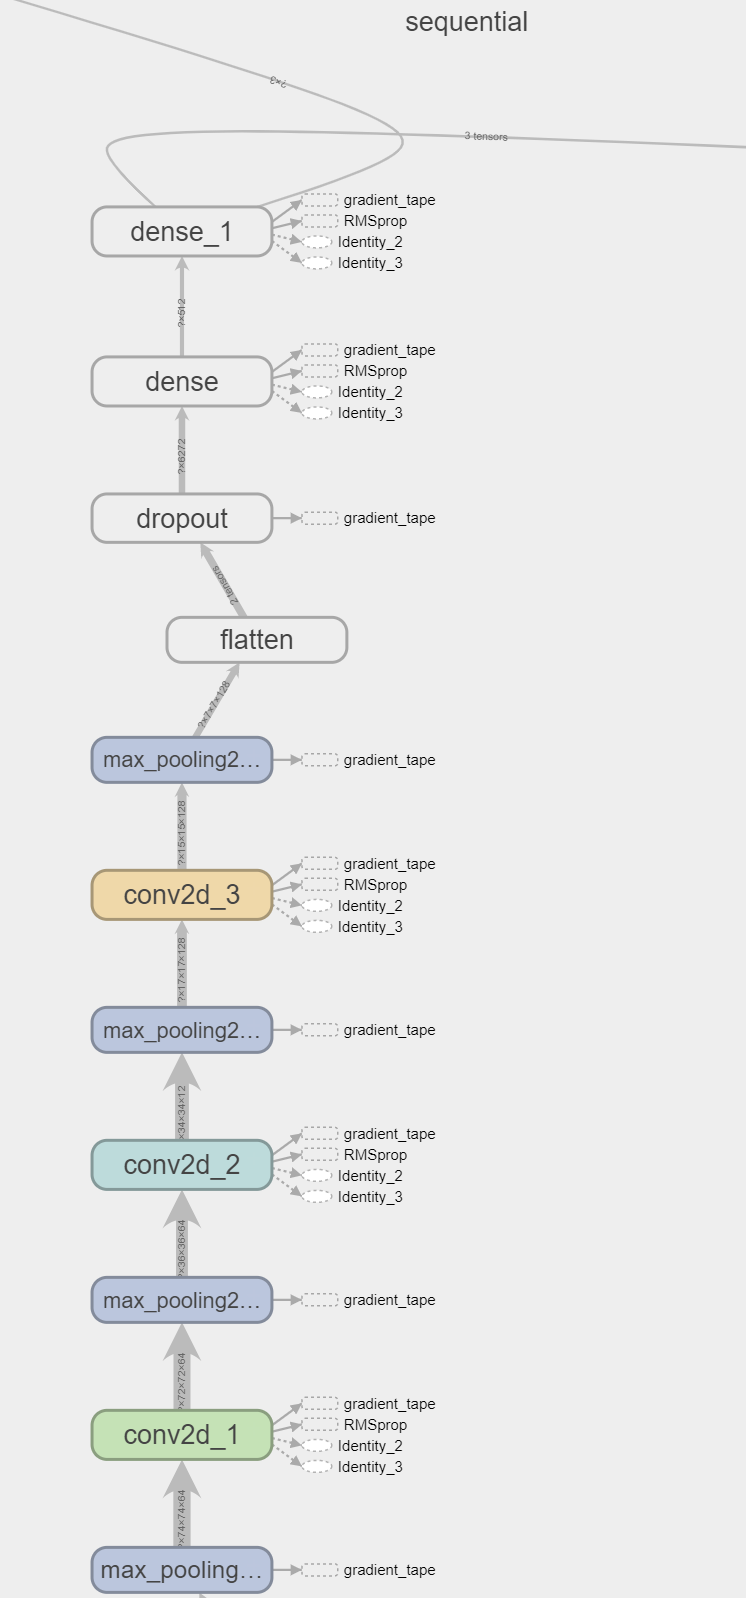 sequential
?×3
3 tensors
dense_1
gradient_tape
RMSprop
Identity_2
Identity_3
?×512
dense
gradient_tape
RMSprop
Identity_2
Identity_3
?×6272
dropout
gradient_tape
2 tensors
flatten
?×7×7×128
max_pooling2...
gradient_tape
?×15×15×128
conv2d_3
gradient_tape
RMSprop
Identity_2
Identity_3
?×17×17×128
max_pooling2...
gradient_tape
×34×34×12
conv2d_2
gradient_tape
RMSprop
Identity_2
Identity_3
?×36×36×64
max_pooling2...
gradient_tape
?×72×72×64
conv2d_1
gradient_tape
RMSprop
Identity_2
Identity_3
?×74×74×64
max_pooling...
gradient_tape